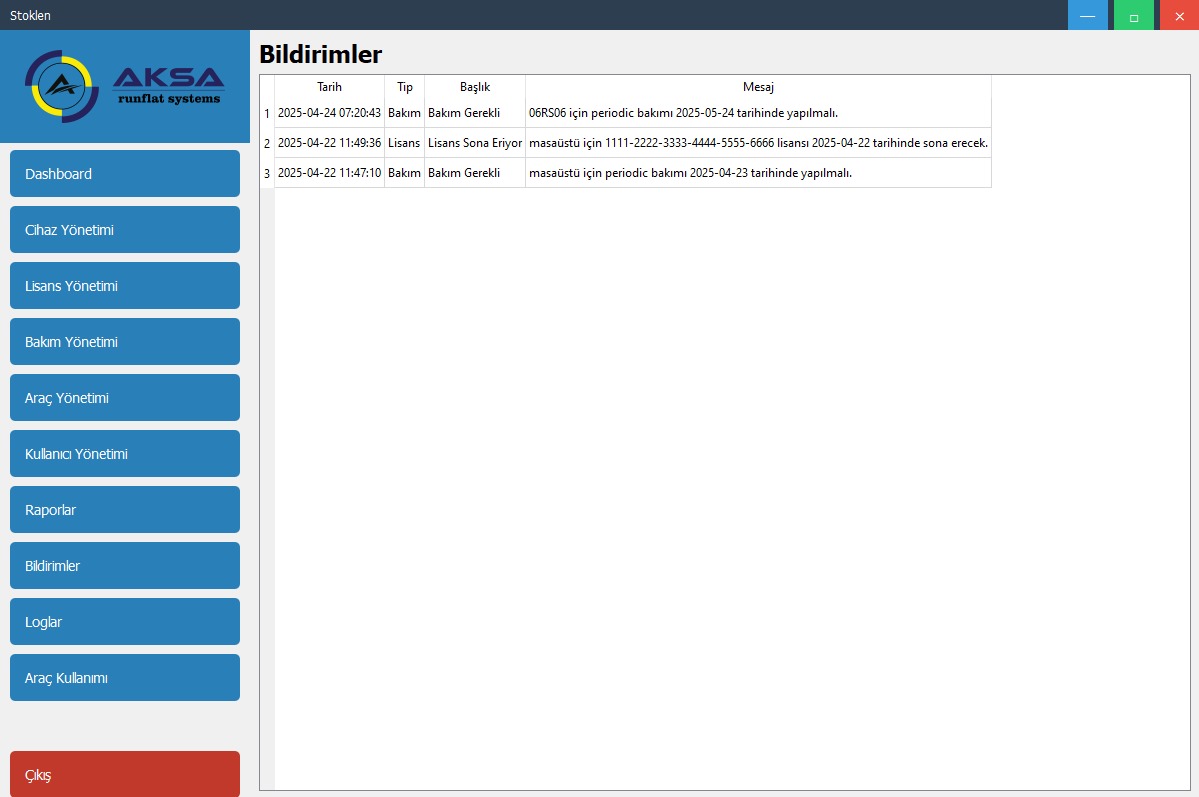 Stoklen
AKSA
runflat systems
Dashboard
Cihaz Yönetimi
Lisans Yönetimi
Bakım Yönetimi
Araç Yönetimi
Kullanıcı Yönetimi
Raporlar
Bildirimler
Loglar
Araç Kullanımı
Çıkış
Bildirimler
Tarih Tip Başlık Mesaj
1 2025-04-24 07:20:43 Bakım Bakım Gerekli 06RS06 için periodic bakımı 2025-05-24 tarihinde yapılmalı.
2 2025-04-22 11:49:36 Lisans Lisans Sona Eriyor masaüstü için 1111-2222-3333-4444-5555-6666 lisansı 2025-04-22 tarihinde sona erecek.
3 2025-04-22 11:47:10 Bakım Bakım Gerekli masaüstü için periodic bakımı 2025-04-23 tarihinde yapılmalı.